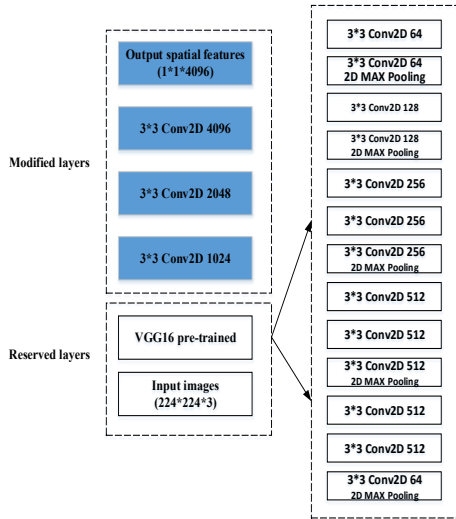 Modified layers
Output spatial features
(1*1*4096)
3*3 Conv2D 4096
3*3 Conv2D 2048
3*3 Conv2D 1024
Reserved layers
VGG16 pre-trained
Input images
(224*224*3)
3*3 Conv2D 64
3*3 Conv2D 64
2D MAX Pooling
3*3 Conv2D 128
3*3 Conv2D 128
2D MAX Pooling
3*3 Conv2D 256
3*3 Conv2D 256
3*3 Conv2D 256
2D MAX Pooling
3*3 Conv2D 512
3*3 Conv2D 512
3*3 Conv2D 512
2D MAX Pooling
3*3 Conv2D 512
3*3 Conv2D 512
3*3 Conv2D 64
2D MAX Pooling